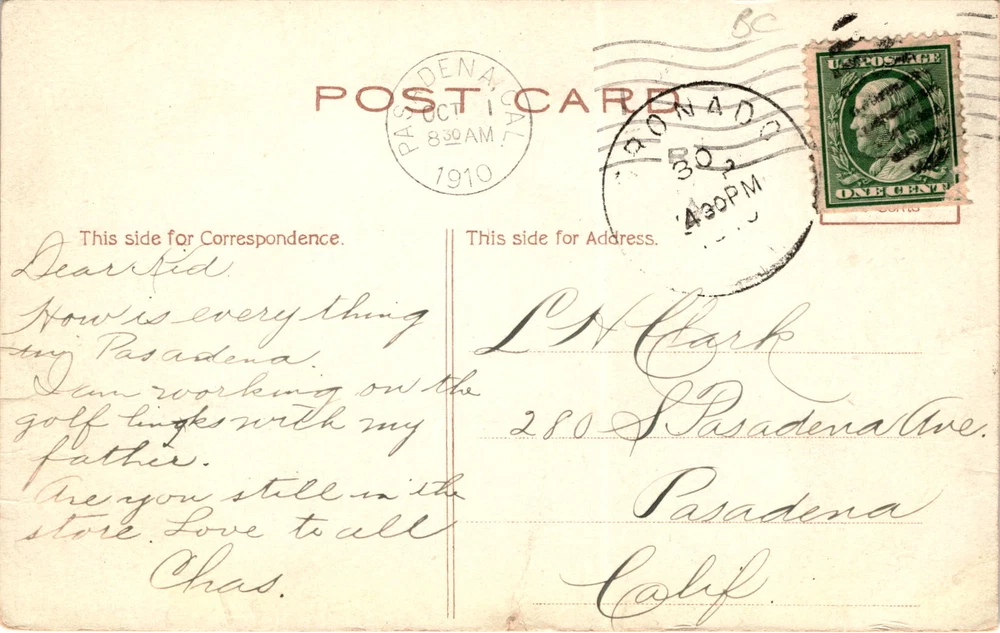 BC
POST CARD
PASADENA, CAL.
OCT 1
8 30 AM
1910
RONADO
30
4 30 PM
U.S. POSTAGE
ONE CENT
This side for Correspondence.
Dear Kid.
How is every thing
in Pasadena.
I am working on the
golf links with my
father.
Are you still in the
store. Love to all
Chas.
This side for Address.
L H Clark
280 S Pasadena Ave.
Pasadena
Calif.